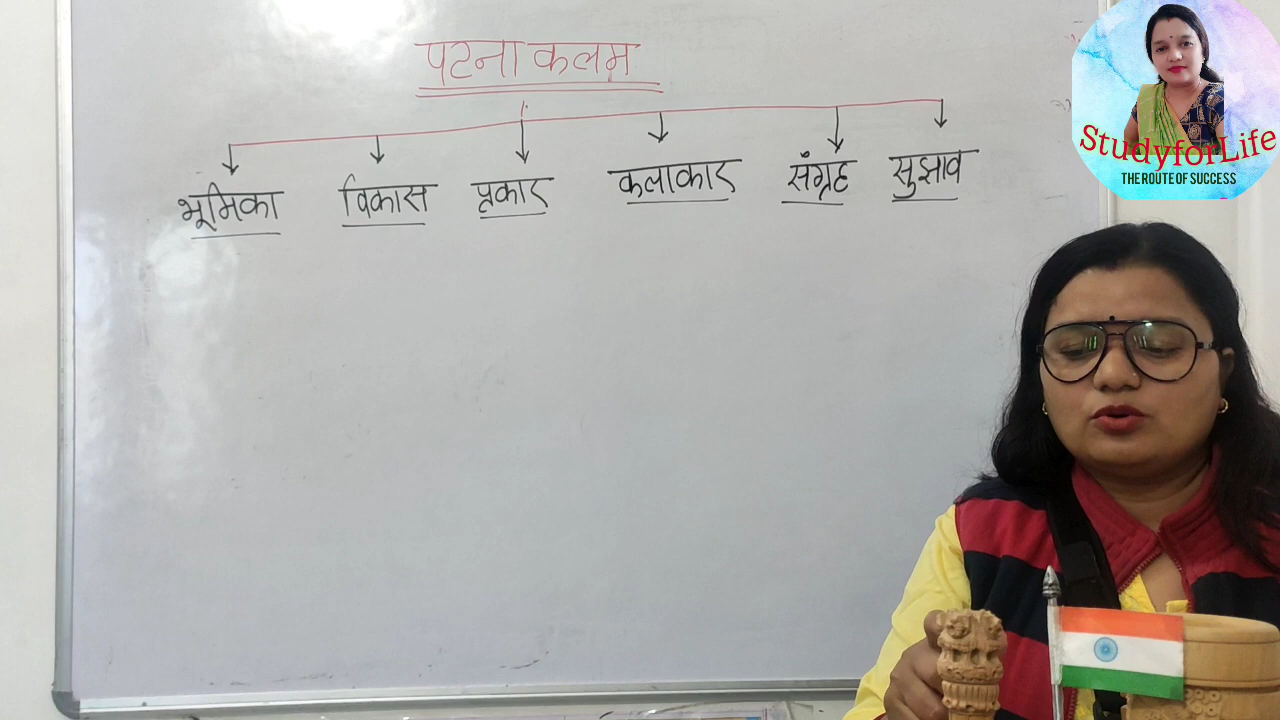 पटना कलम
भूमिका विकास प्रकार कलाकार संग्रह सुझाव
StudyforLife
THE ROUTE OF SUCCESS